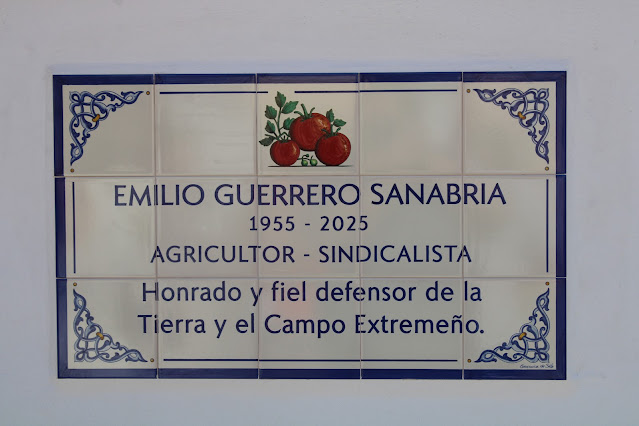 EMILIO GUERRERO SANABRIA
1955 - 2025
AGRICULTOR - SINDICALISTA
Honrado y fiel defensor de la
Tierra y el Campo Extremeño.